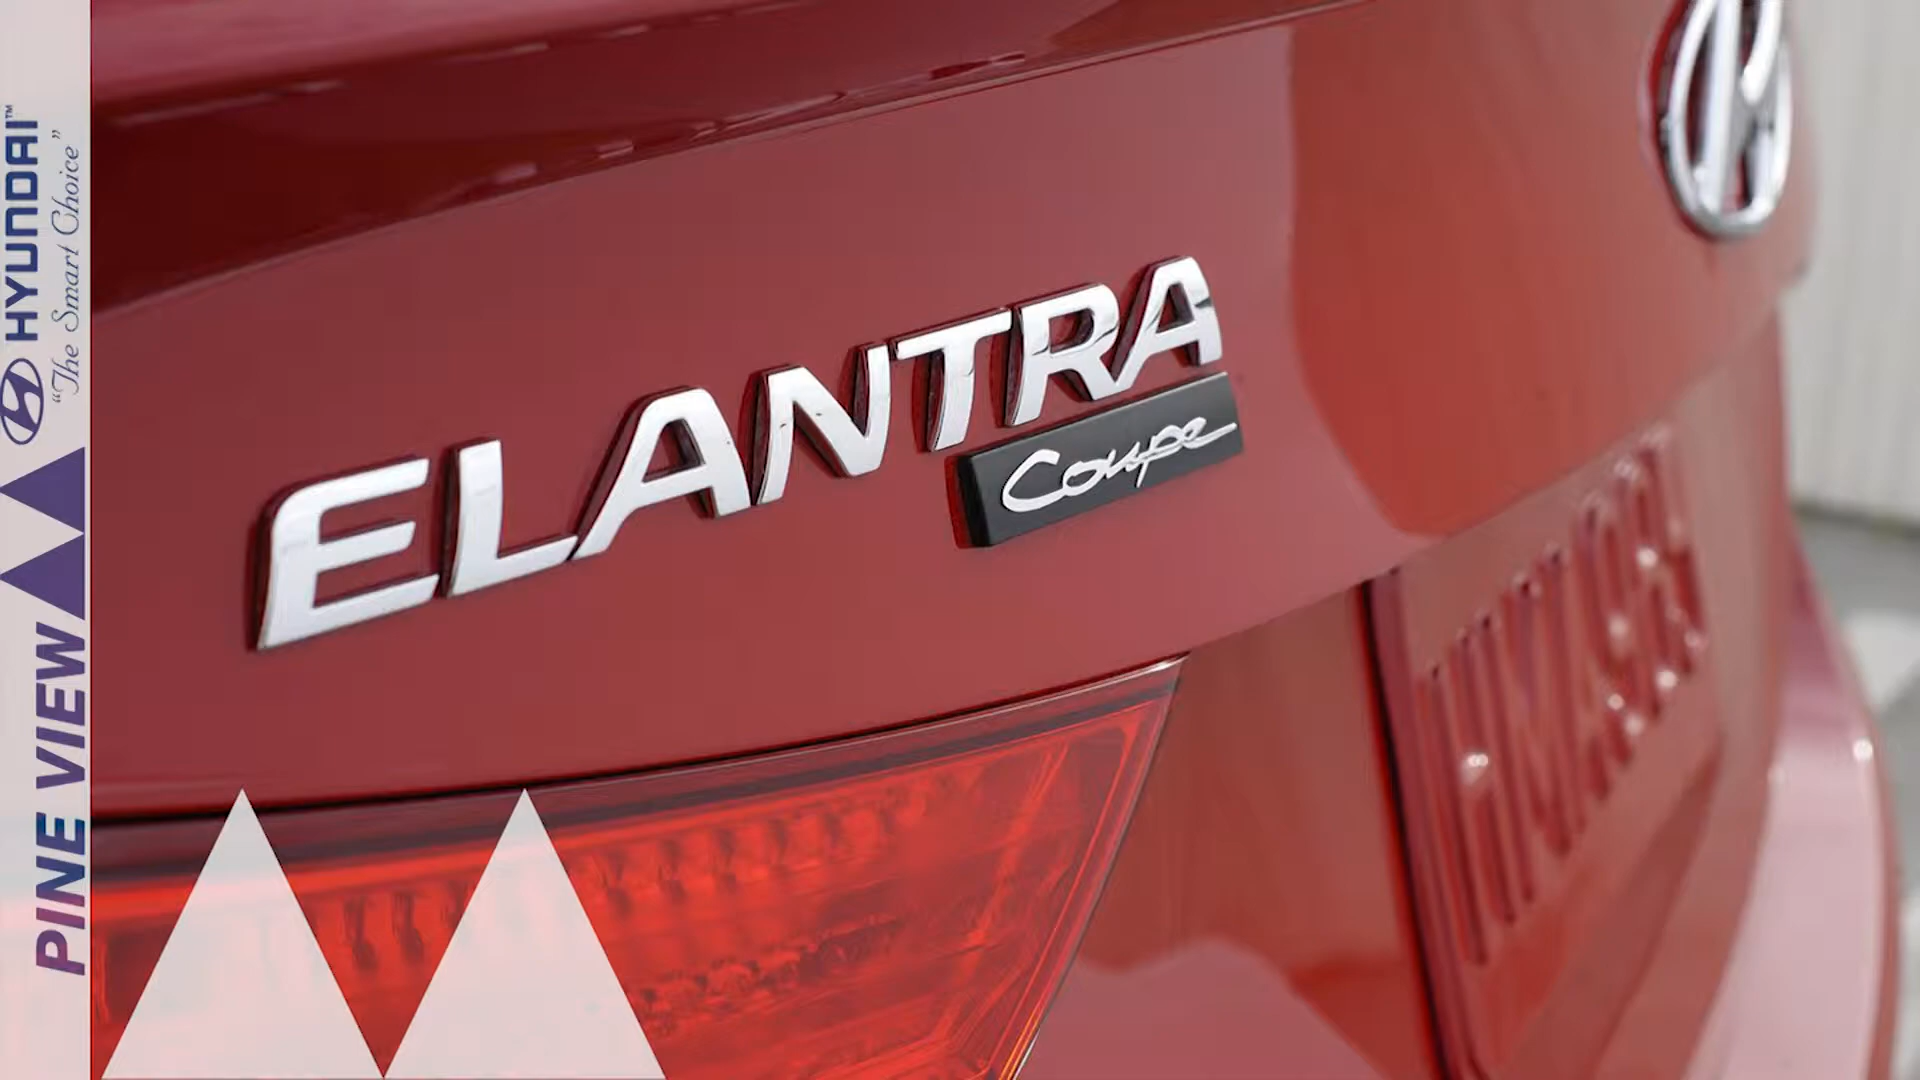 HYUNDAI™
“The Smart Choice”
PINE VIEW
ELANTRA
Coupe